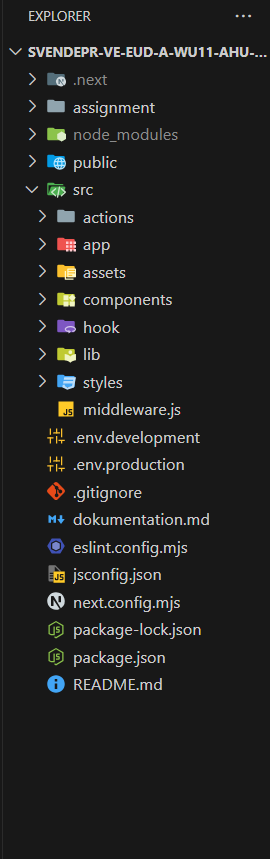 EXPLORER
SVENDEPR-VE-EUD-A-WU11-AHU-...
.next
assignment
node_modules
public
src
actions
app
assets
components
hook
lib
styles
middleware.js
.env.development
.env.production
.gitignore
dokumentation.md
eslint.config.mjs
jsconfig.json
next.config.mjs
package-lock.json
package.json
README.md